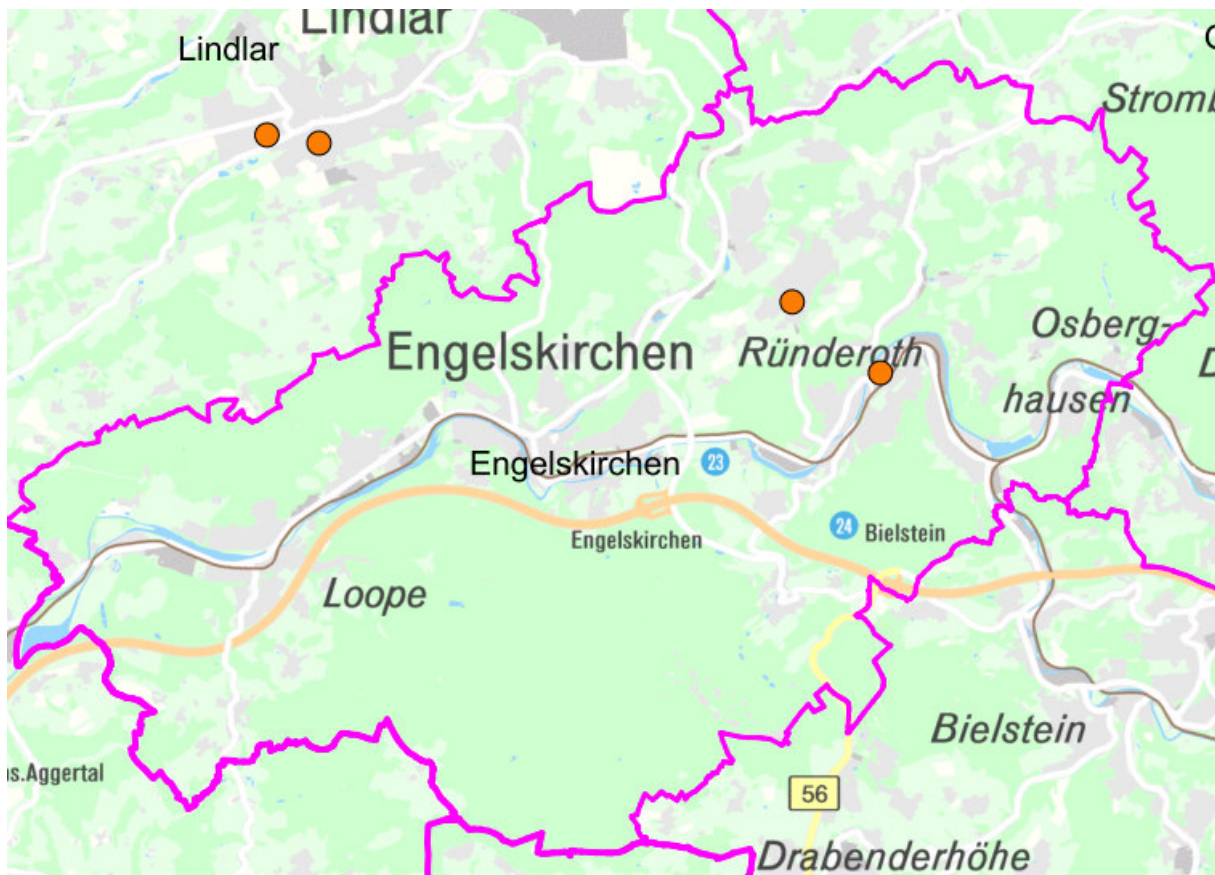 Lindlar
Lindlar
Stromb
Osberg-
hausen
Engelskirchen
Ründeroth
Engelskirchen
23
24
Bielstein
Engelskirchen
Loope
Bielstein
s.Aggertal
56
Drabenderhöhe